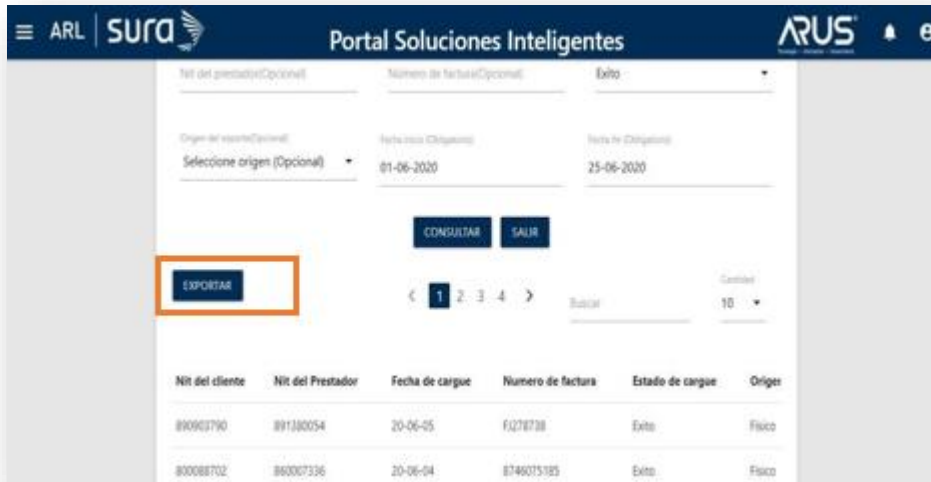 ARL sura
Portal Soluciones Inteligentes
ARUS
Nit del prestador(Opcional) Número de factura(Opcional) Exito
Origen del soporte(Opcional) Fecha inicio (Obligatorio) Fecha fin (Obligatorio)
Seleccione origen (Opcional) 01-06-2020 25-06-2020
CONSULTAR SALIR
EXPORTAR 1 2 3 4 Buscar Cantidad
10
Nit del cliente Nit del Prestador Fecha de cargue Numero de factura Estado de cargue Origen
890903790 891380054 20-06-05 FJ278738 Exito Físico
800088702 860007336 20-06-04 8746075185 Exito Físico